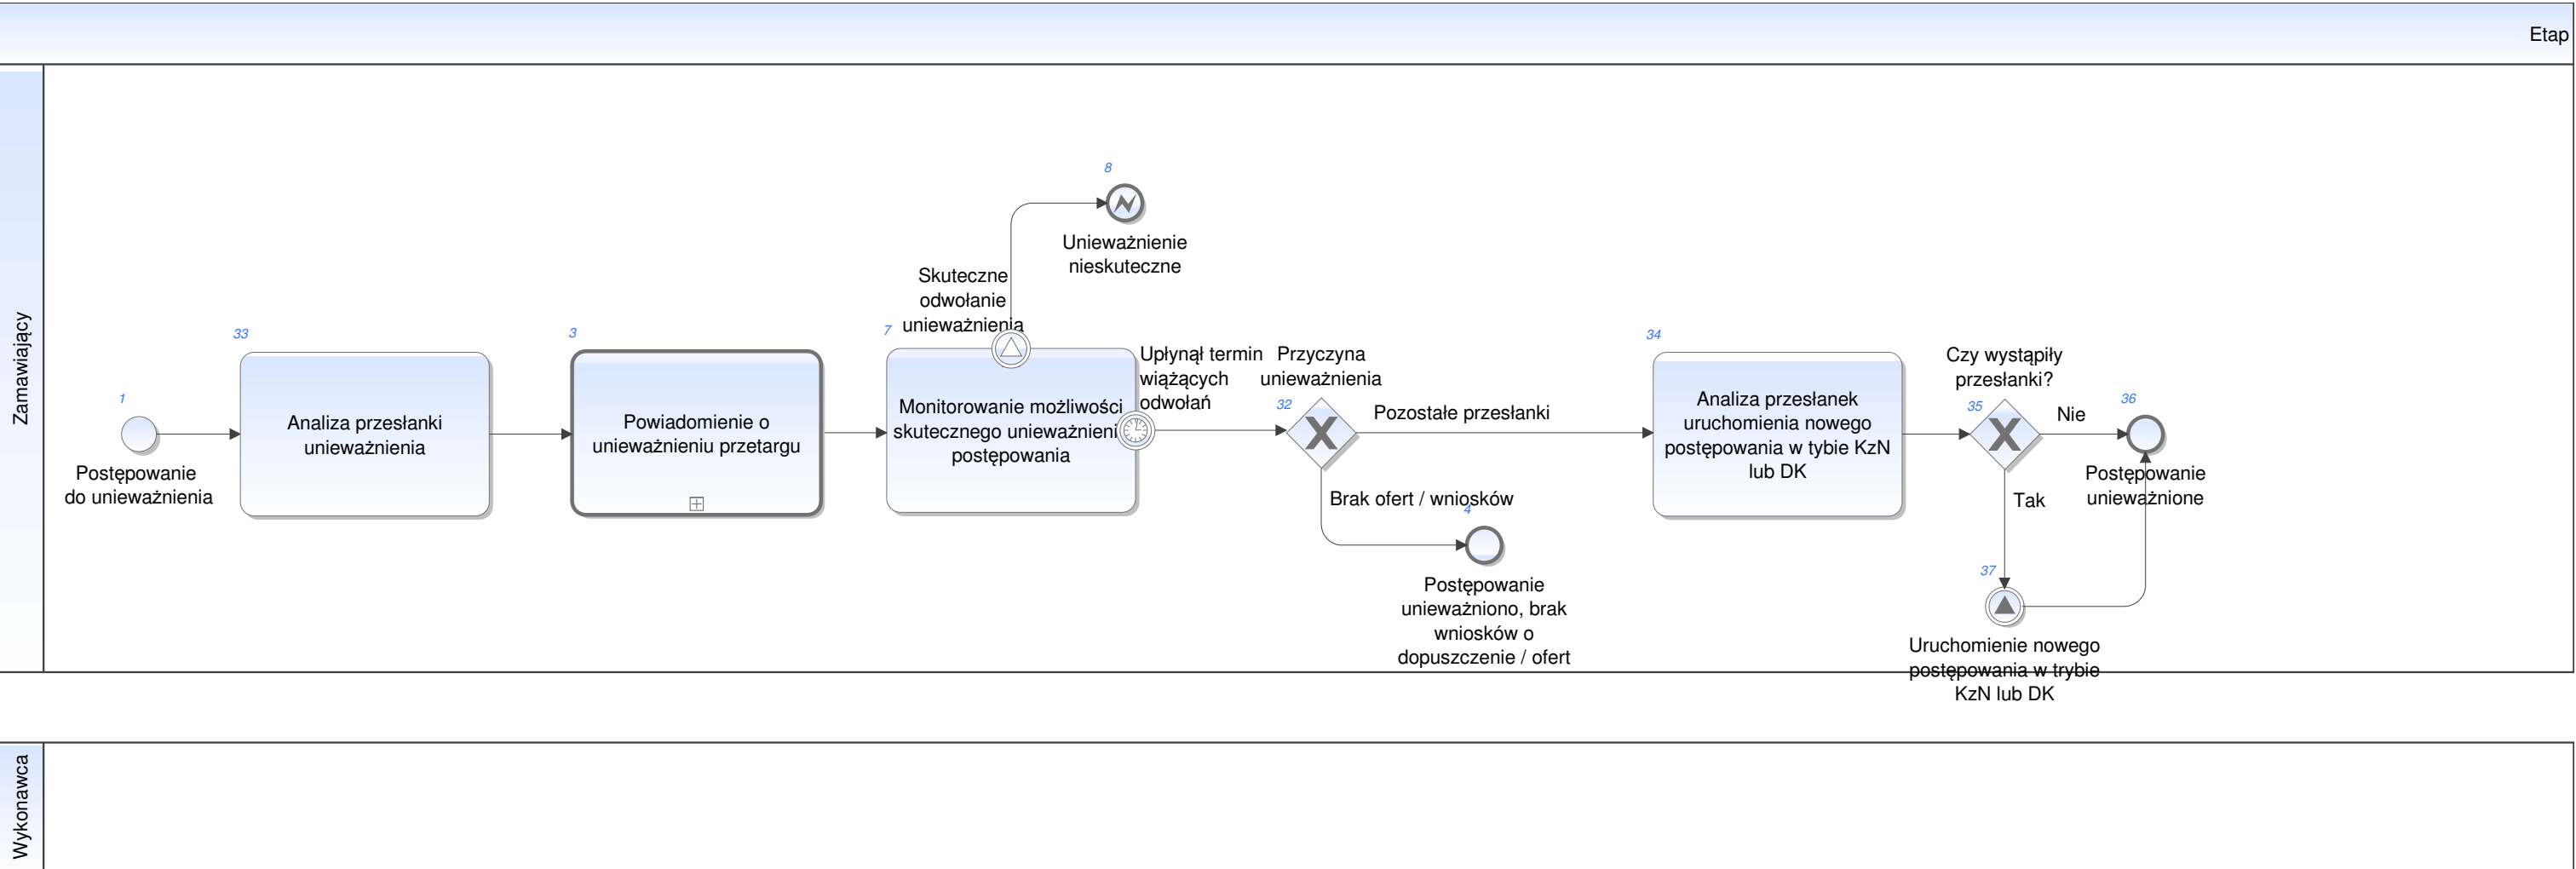 Etap
Zamawiający
1
Postępowanie
do unieważnienia
33
Analiza przesłanki
unieważnienia
3
Powiadomienie o
unieważnieniu przetargu
7
Monitorowanie możliwości
skutecznego unieważnieni
postępowania
Skuteczne
odwołanie
unieważnienia
8
Unieważnienie
nieskuteczne
Upłynął termin
wiążących
odwołań
Przyczyna
unieważnienia
32
Pozostałe przesłanki
Brak ofert / wniosków
4
Postępowanie
unieważniono, brak
wniosków o
dopuszczenie / ofert
34
Analiza przesłanek
uruchomienia nowego
postępowania w tybie KzN
lub DK
Czy wystąpiły
przesłanki?
35
Nie
Tak
36
Postępowanie
unieważnione
37
Uruchomienie nowego
postępowania w trybie
KzN lub DK
Wykonawca